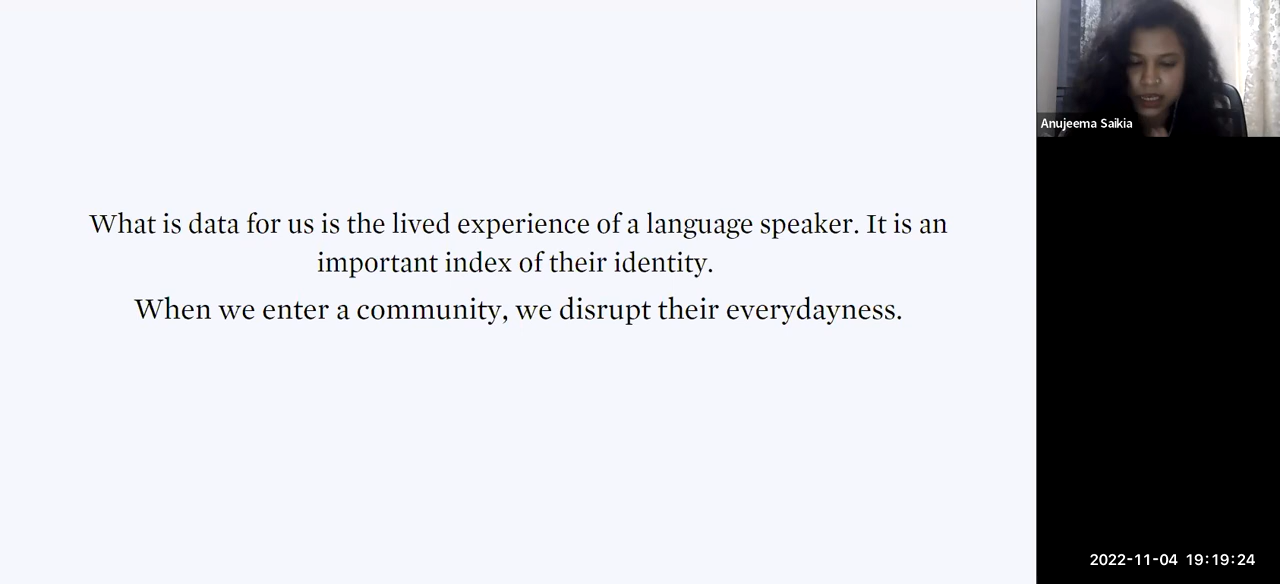 What is data for us is the lived experience of a language speaker. It is an
important index of their identity.
When we enter a community, we disrupt their everydayness.
Anujeema Saikia
2022-11-04 19:19:24